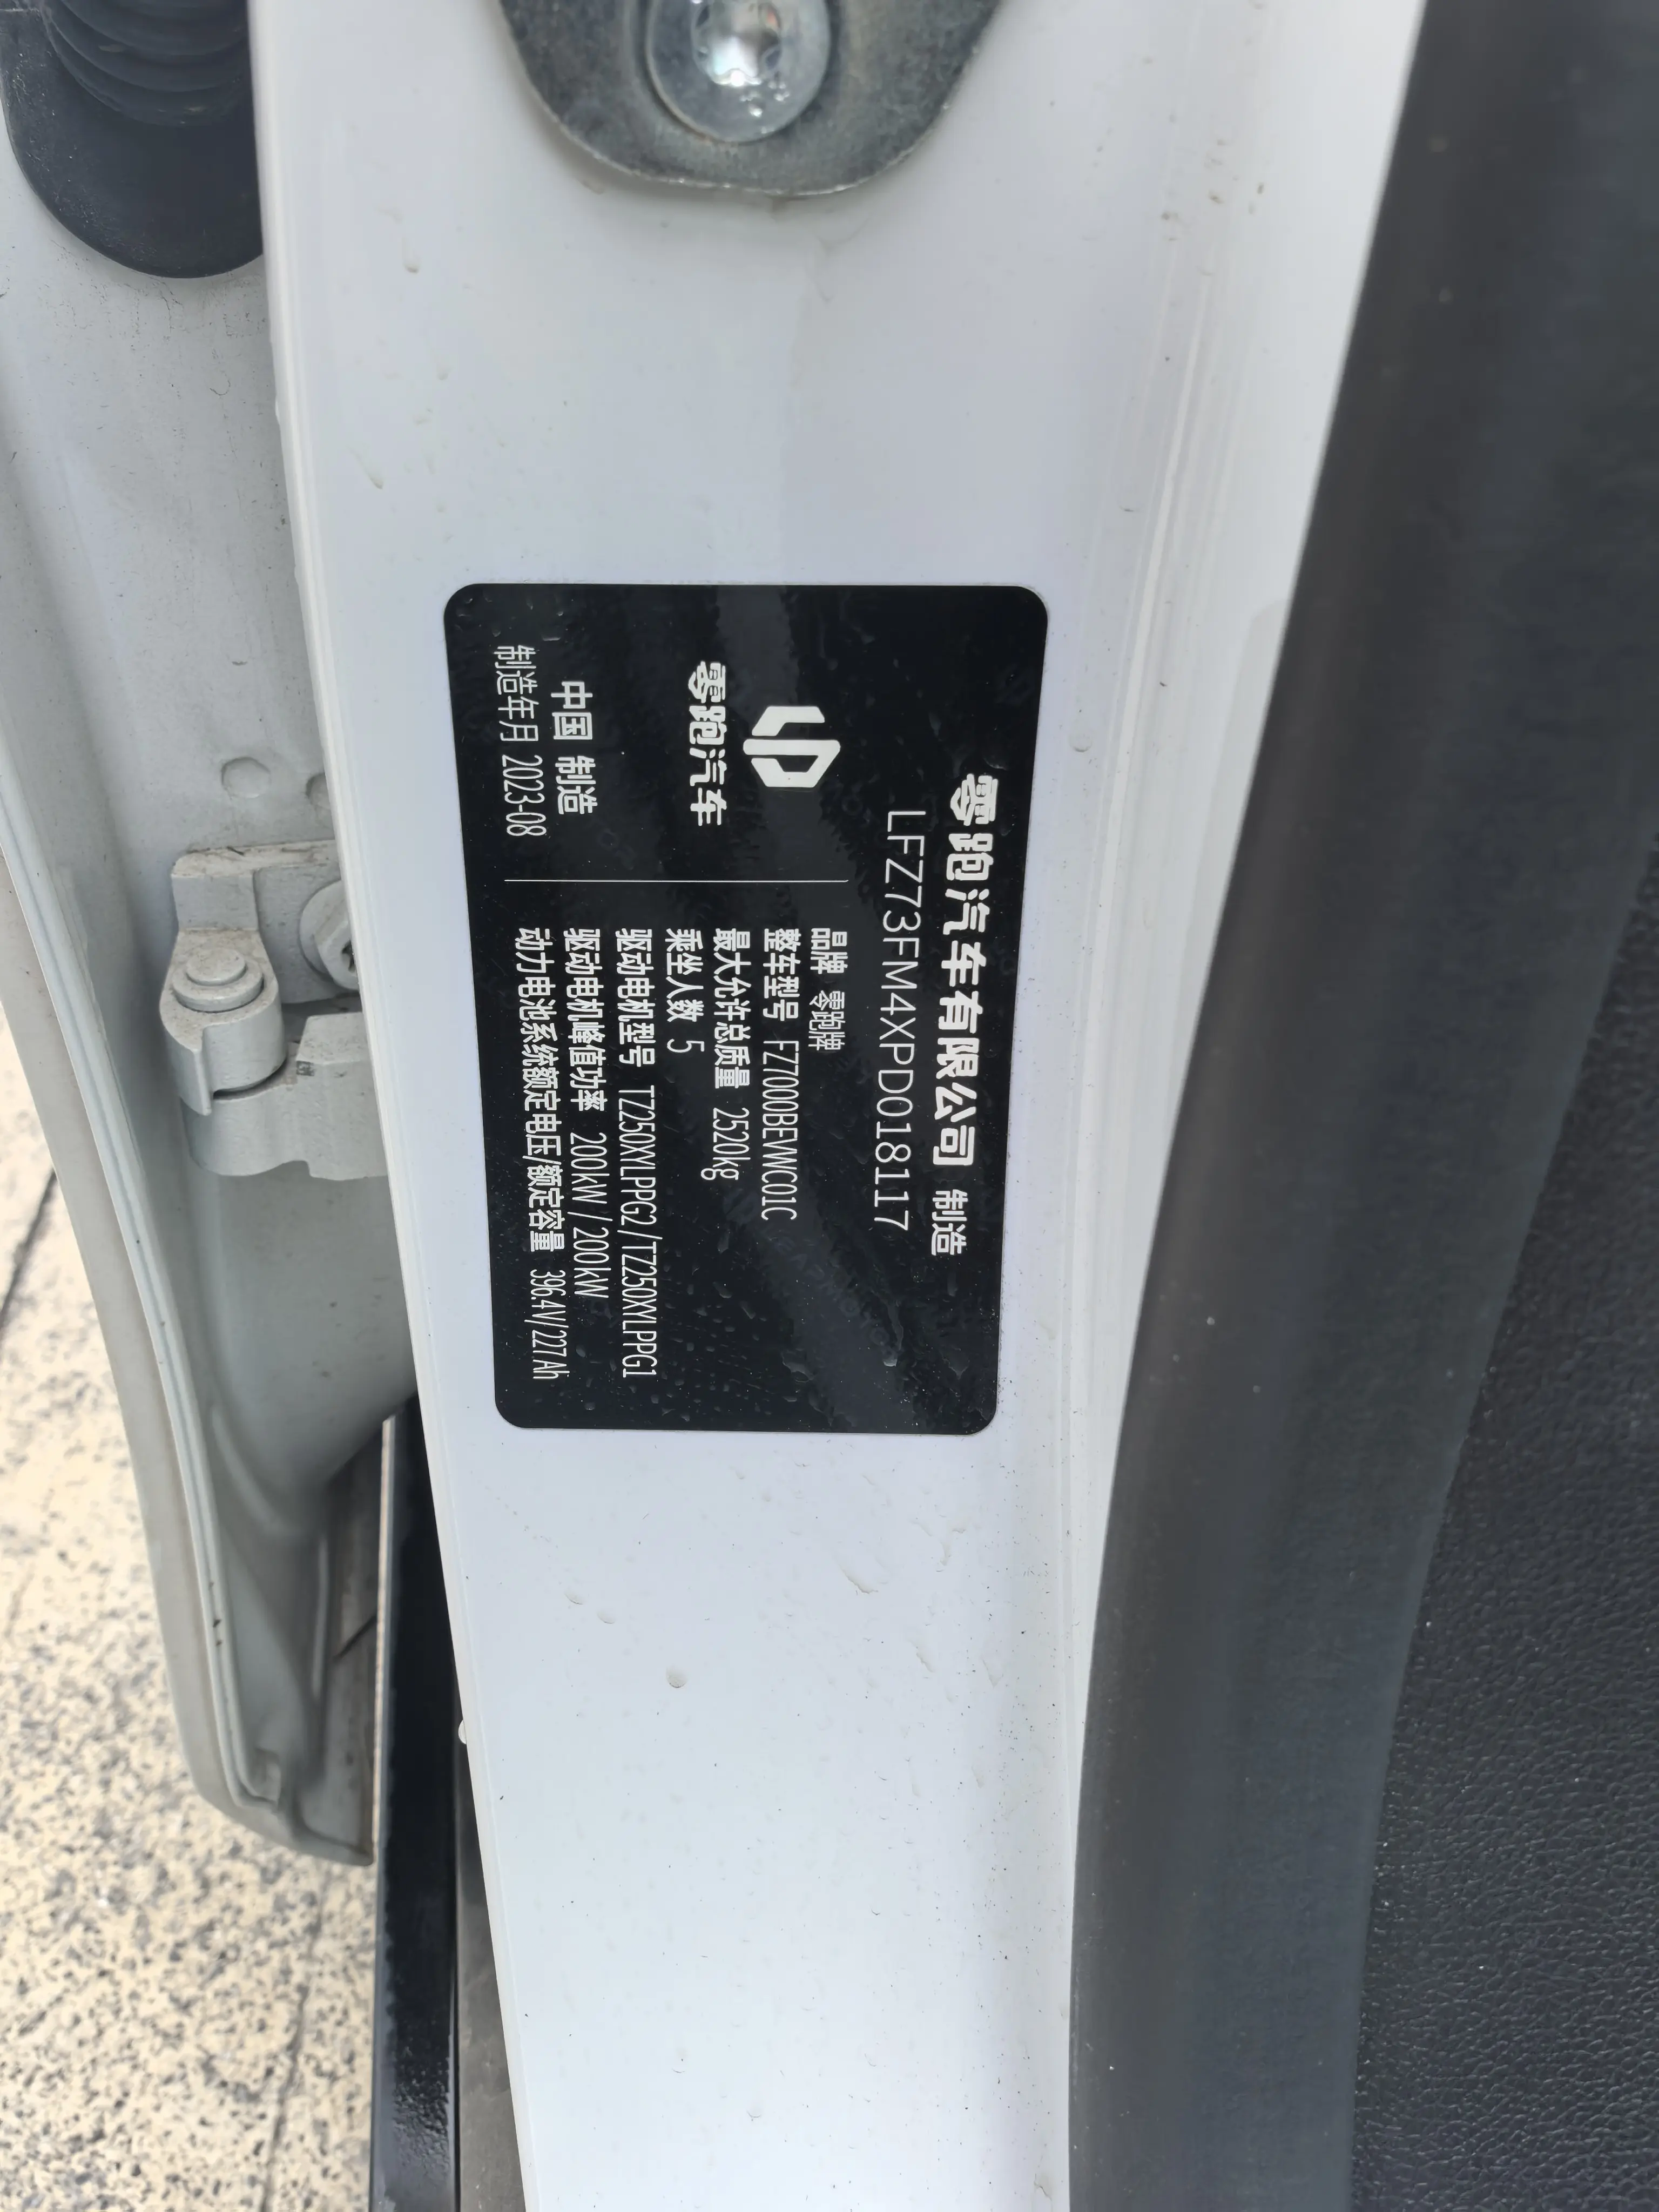 零跑汽车有限公司 制造
LFZ73FM4XPD018117
零跑汽车
中国 制造
制造年月 2023-08
品牌 零跑牌
整车型号 FZ7000BEVWC01C
最大允许总质量 2520kg
乘坐人数 5
驱动电机型号 TZ250XYLPPG2/TZ250XYLPPG1
驱动电机峰值功率 200kW/200kW
动力电池系统额定电压/额定容量 396.4V/227Ah